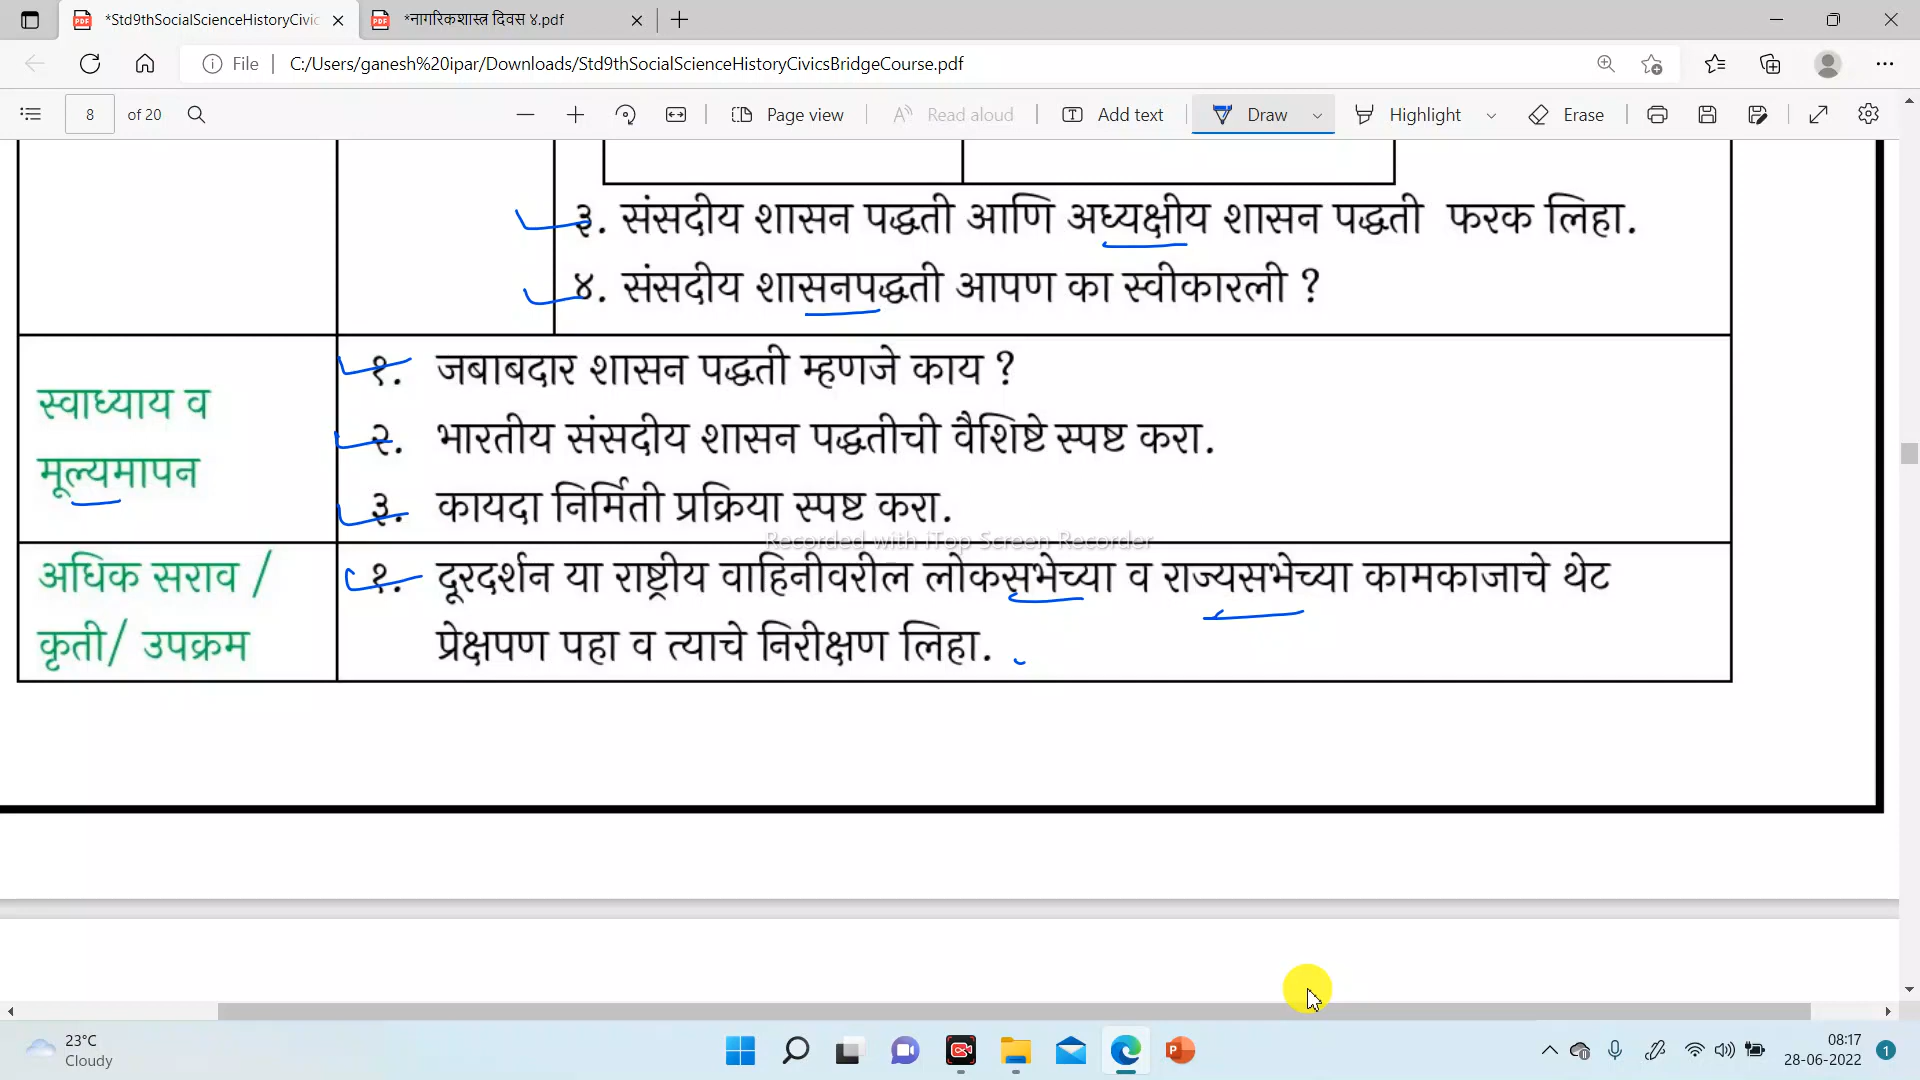 *Std9thSocialScienceHistoryCivic
*नागरिकशास्त्र दिवस ४.pdf
File
C:/Users/ganesh%20ipar/Downloads/Std9thSocialScienceHistoryCivicsBridgeCourse.pdf
8 of 20
Page view
Read aloud
Add text
Draw
Highlight
Erase
३. संसदीय शासन पद्धती आणि अध्यक्षीय शासन पद्धती फरक लिहा.
४. संसदीय शासनपद्धती आपण का स्वीकारली ?
स्वाध्याय व
मूल्यमापन
१. जबाबदार शासन पद्धती म्हणजे काय ?
२. भारतीय संसदीय शासन पद्धतीची वैशिष्टे स्पष्ट करा.
३. कायदा निर्मिती प्रक्रिया स्पष्ट करा.
Recorded with iTop Screen Recorder
अधिक सराव /
कृती/ उपक्रम
१. दूरदर्शन या राष्ट्रीय वाहिनीवरील लोकसभेच्या व राज्यसभेच्या कामकाजाचे थेट
प्रेक्षपण पहा व त्याचे निरीक्षण लिहा.
23°C
Cloudy
08:17
28-06-2022
1